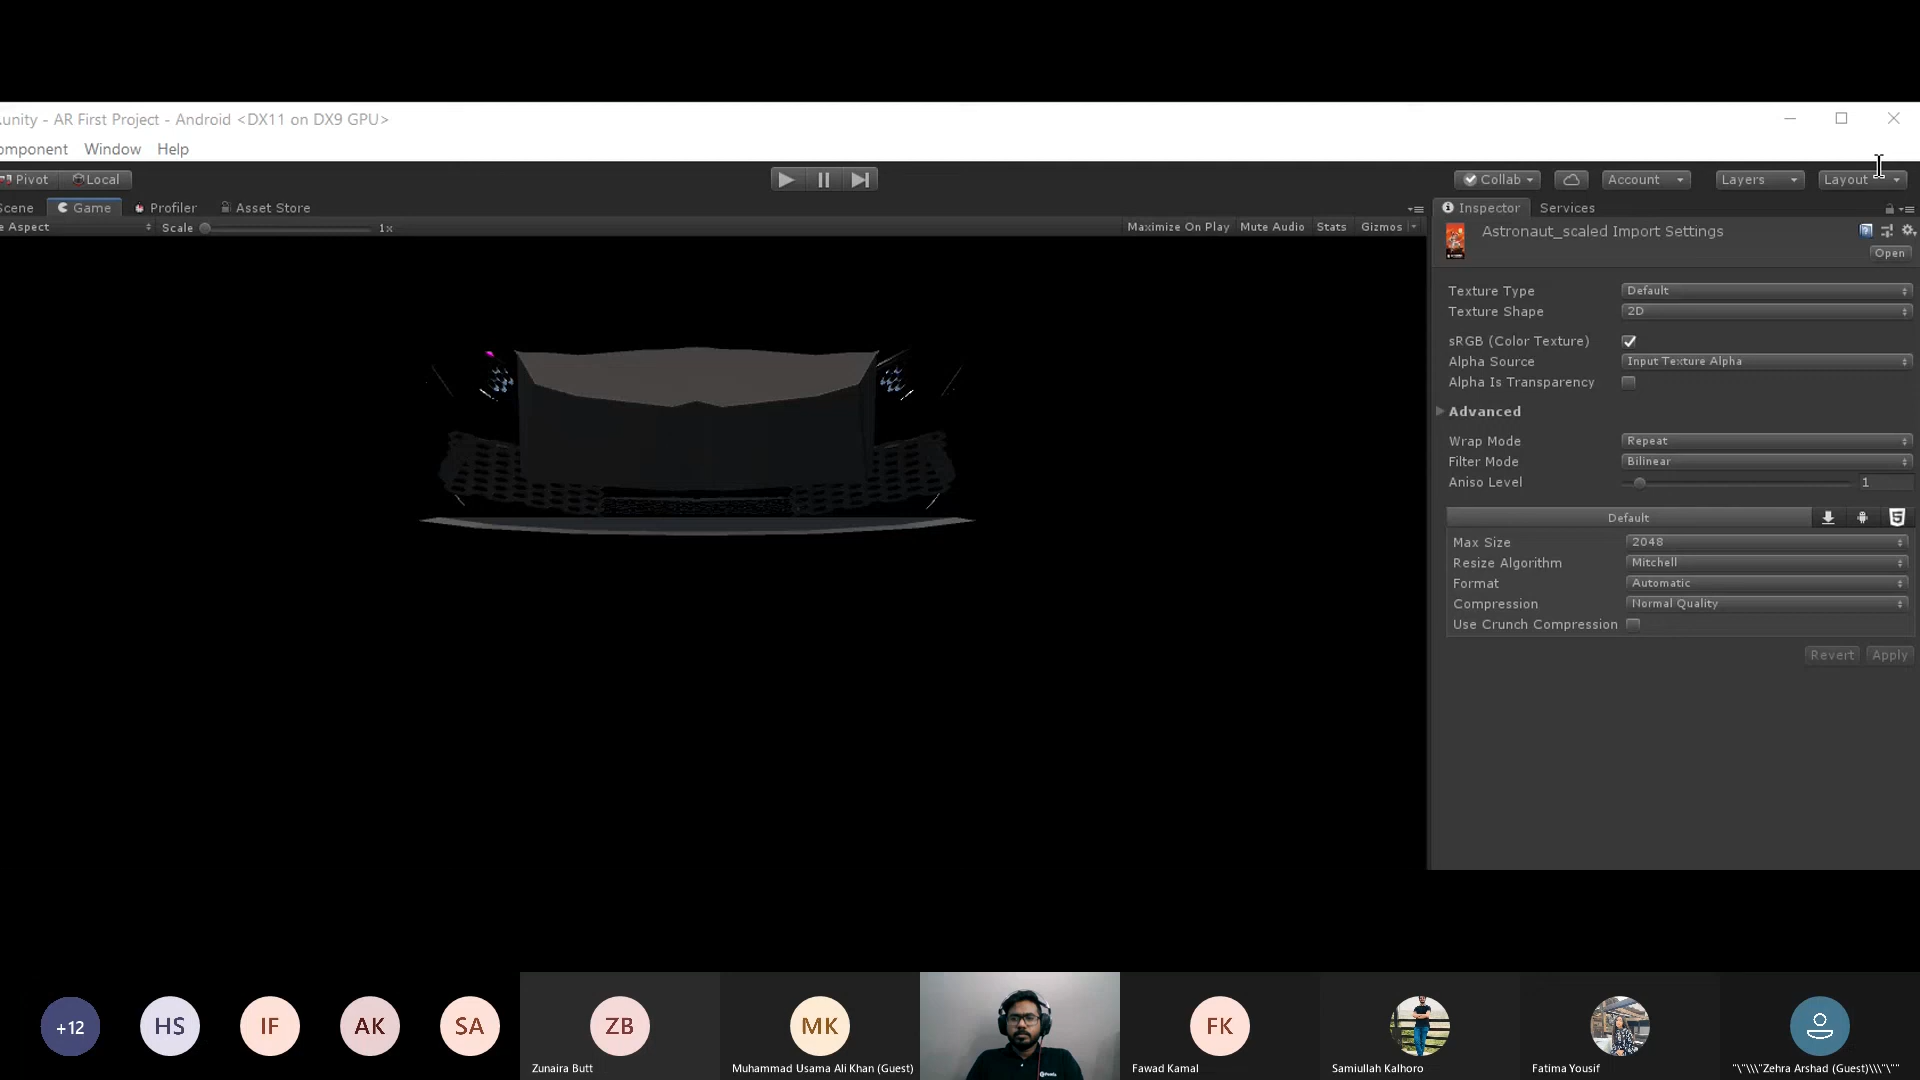 .unity - AR First Project - Android <DX11 on DX9 GPU>
omponent Window Help
Pivot Local Collab Account Layers Layout
Scene Game Profiler Asset Store Inspector Services
e Aspect Scale 1x Maximize On Play Mute Audio Stats Gizmos
Astronaut_scaled Import Settings
Open
Texture Type Default
Texture Shape 2D
sRGB (Color Texture)
Alpha Source Input Texture Alpha
Alpha Is Transparency
Advanced
Wrap Mode Repeat
Filter Mode Bilinear
Aniso Level 1
Default
Max Size 2048
Resize Algorithm Mitchell
Format Automatic
Compression Normal Quality
Use Crunch Compression
Revert Apply
+12 HS IF AK SA ZB MK FK
Zunaira Butt Muhammad Usama Ali Khan (Guest) Fawad Kamal Samiullah Kalhoro Fatima Yousif "\"\\\"Zehra Arshad (Guest)\\\"\""